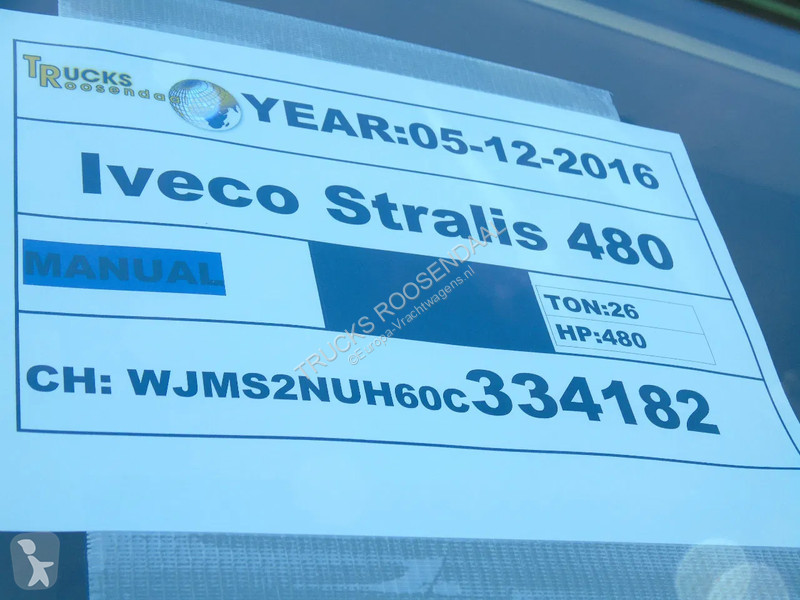 TRUCKS
Roosendaal
YEAR:05-12-2016
Iveco Stralis 480
MANUAL
TON:26
HP:480
CH: WJMS2NUH60C334182
TRUCKS ROOSENDAAL
Europa-Vrachtwagens.nl